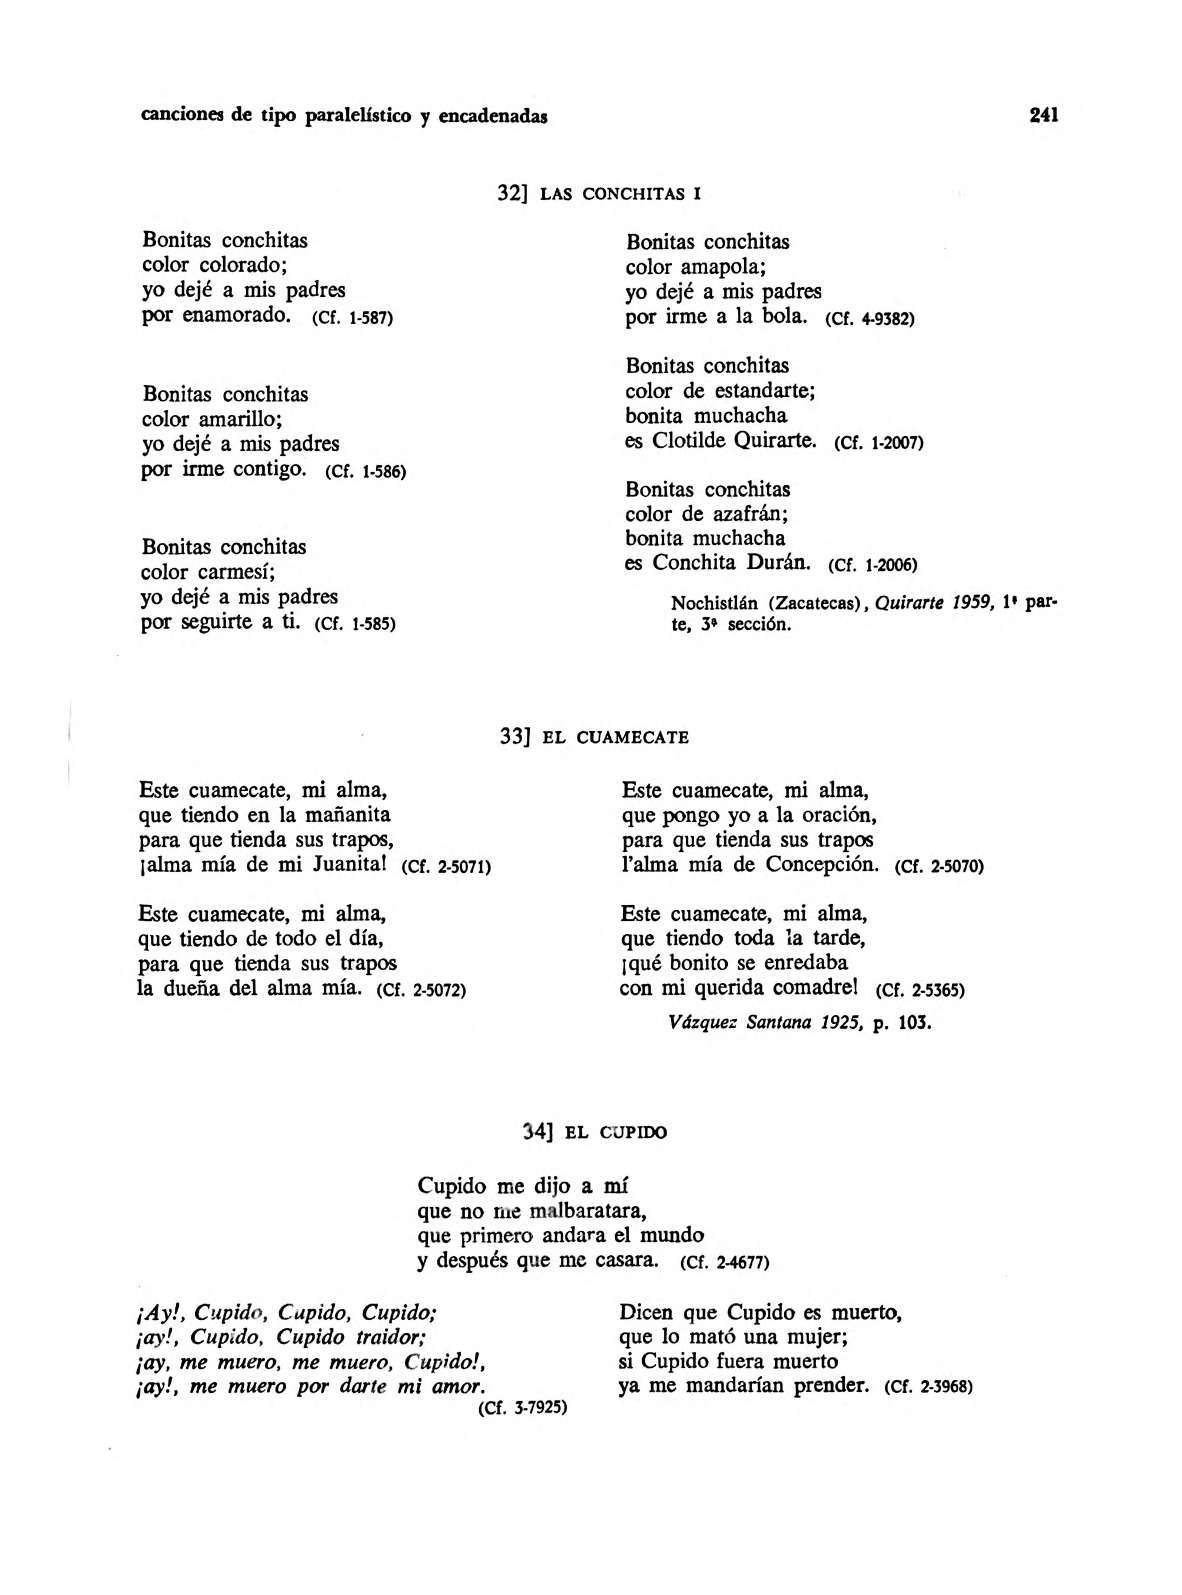 canciones de tipo paralelístico y encadenadas 241
32] LAS CONCHITAS I
Bonitas conchitas
color colorado;
yo dejé a mis padres
por enamorado. (Cf. 1-587)
Bonitas conchitas
color amarillo;
yo dejé a mis padres
por irme contigo. (Cf. 1-586)
Bonitas conchitas
color carmesí;
yo dejé a mis padres
por seguirte a ti. (Cf. 1-585)
Bonitas conchitas
color amapola;
yo dejé a mis padres
por irme a la bola. (Cf. 4-9382)
Bonitas conchitas
color de estandarte;
bonita muchacha
es Clotilde Quirarte. (Cf. 1-2007)
Bonitas conchitas
color de azafrán;
bonita muchacha
es Conchita Durán. (Cf. 1-2006)
Nochistlán (Zacatecas), Quirarte 1959, 1ª par-
te, 3ª sección.
33] EL CUAMECATE
Este cuamecate, mi alma,
que tiendo en la mañanita
para que tienda sus trapos,
¡alma mía de mi Juanita! (Cf. 2-5071)
Este cuamecate, mi alma,
que tiendo de todo el día,
para que tienda sus trapos
la dueña del alma mía. (Cf. 2-5072)
Este cuamecate, mi alma,
que pongo yo a la oración,
para que tienda sus trapos
l'alma mía de Concepción. (Cf. 2-5070)
Este cuamecate, mi alma,
que tiendo toda la tarde,
¡qué bonito se enredaba
con mi querida comadre! (Cf. 2-5365)
Vázquez Santana 1925, p. 103.
34] EL CUPIDO
Cupido me dijo a mí
que no me malbaratara,
que primero andara el mundo
y después que me casara. (Cf. 2-4677)
¡Ay!, Cupido, Cupido, Cupido;
¡ay!, Cupido, Cupido traidor;
¡ay, me muero, me muero, Cupido!,
¡ay!, me muero por darte mi amor.
(Cf. 3-7925)
Dicen que Cupido es muerto,
que lo mató una mujer;
si Cupido fuera muerto
ya me mandarían prender. (Cf. 2-3968)